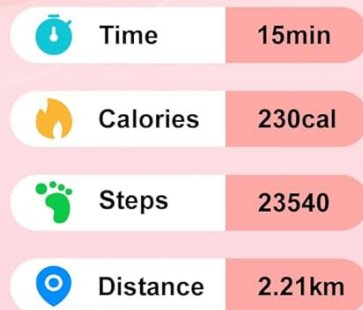 Time 15min
Calories 230cal
Steps 23540
Distance 2.21km